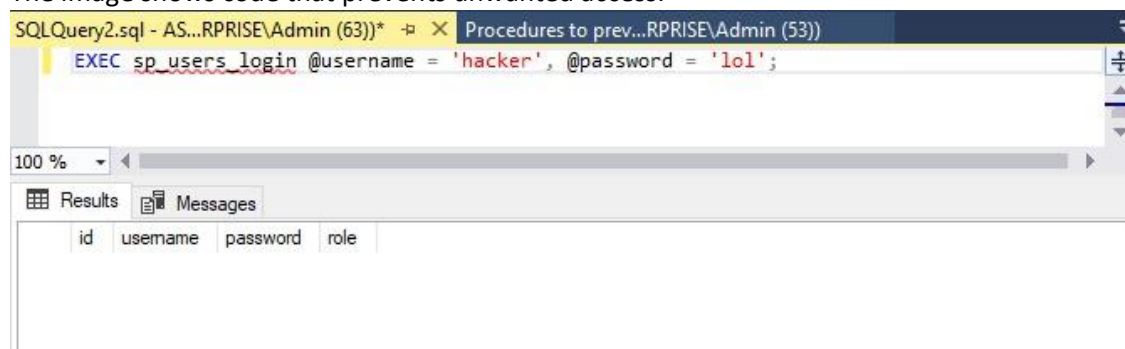 The image shows code that prevents unwanted access.
SQLQuery2.sql - AS...RPRISE\Admin (63))* Procedures to prev...RPRISE\Admin (53))
EXEC sp_users_login @username = 'hacker', @password = 'lol';
100 %
Results Messages
id username password role